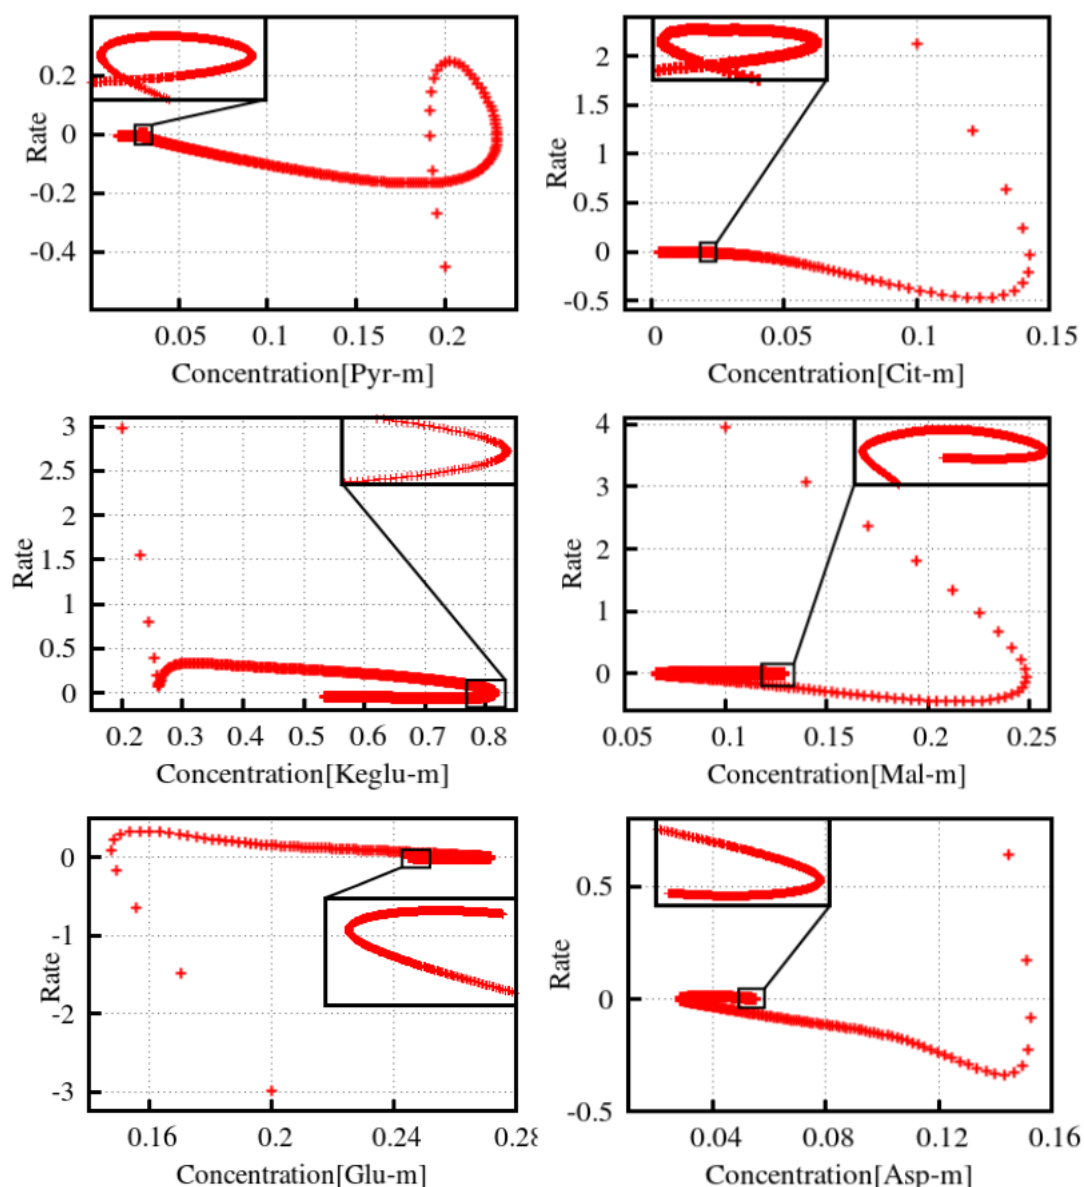 0.2
0
-0.2
-0.4
Rate
0.05 0.1 0.15 0.2
Concentration[Pyr-m]
2
1.5
1
0.5
0
-0.5
Rate
0 0.05 0.1 0.15
Concentration[Cit-m]
3
2.5
2
1.5
1
0.5
0
Rate
0.2 0.3 0.4 0.5 0.6 0.7 0.8
Concentration[Keglu-m]
4
3
2
1
0
Rate
0.05 0.1 0.15 0.2 0.25
Concentration[Mal-m]
0
-1
-2
-3
Rate
0.16 0.2 0.24 0.28
Concentration[Glu-m]
0.5
0
-0.5
Rate
0.04 0.08 0.12 0.16
Concentration[Asp-m]